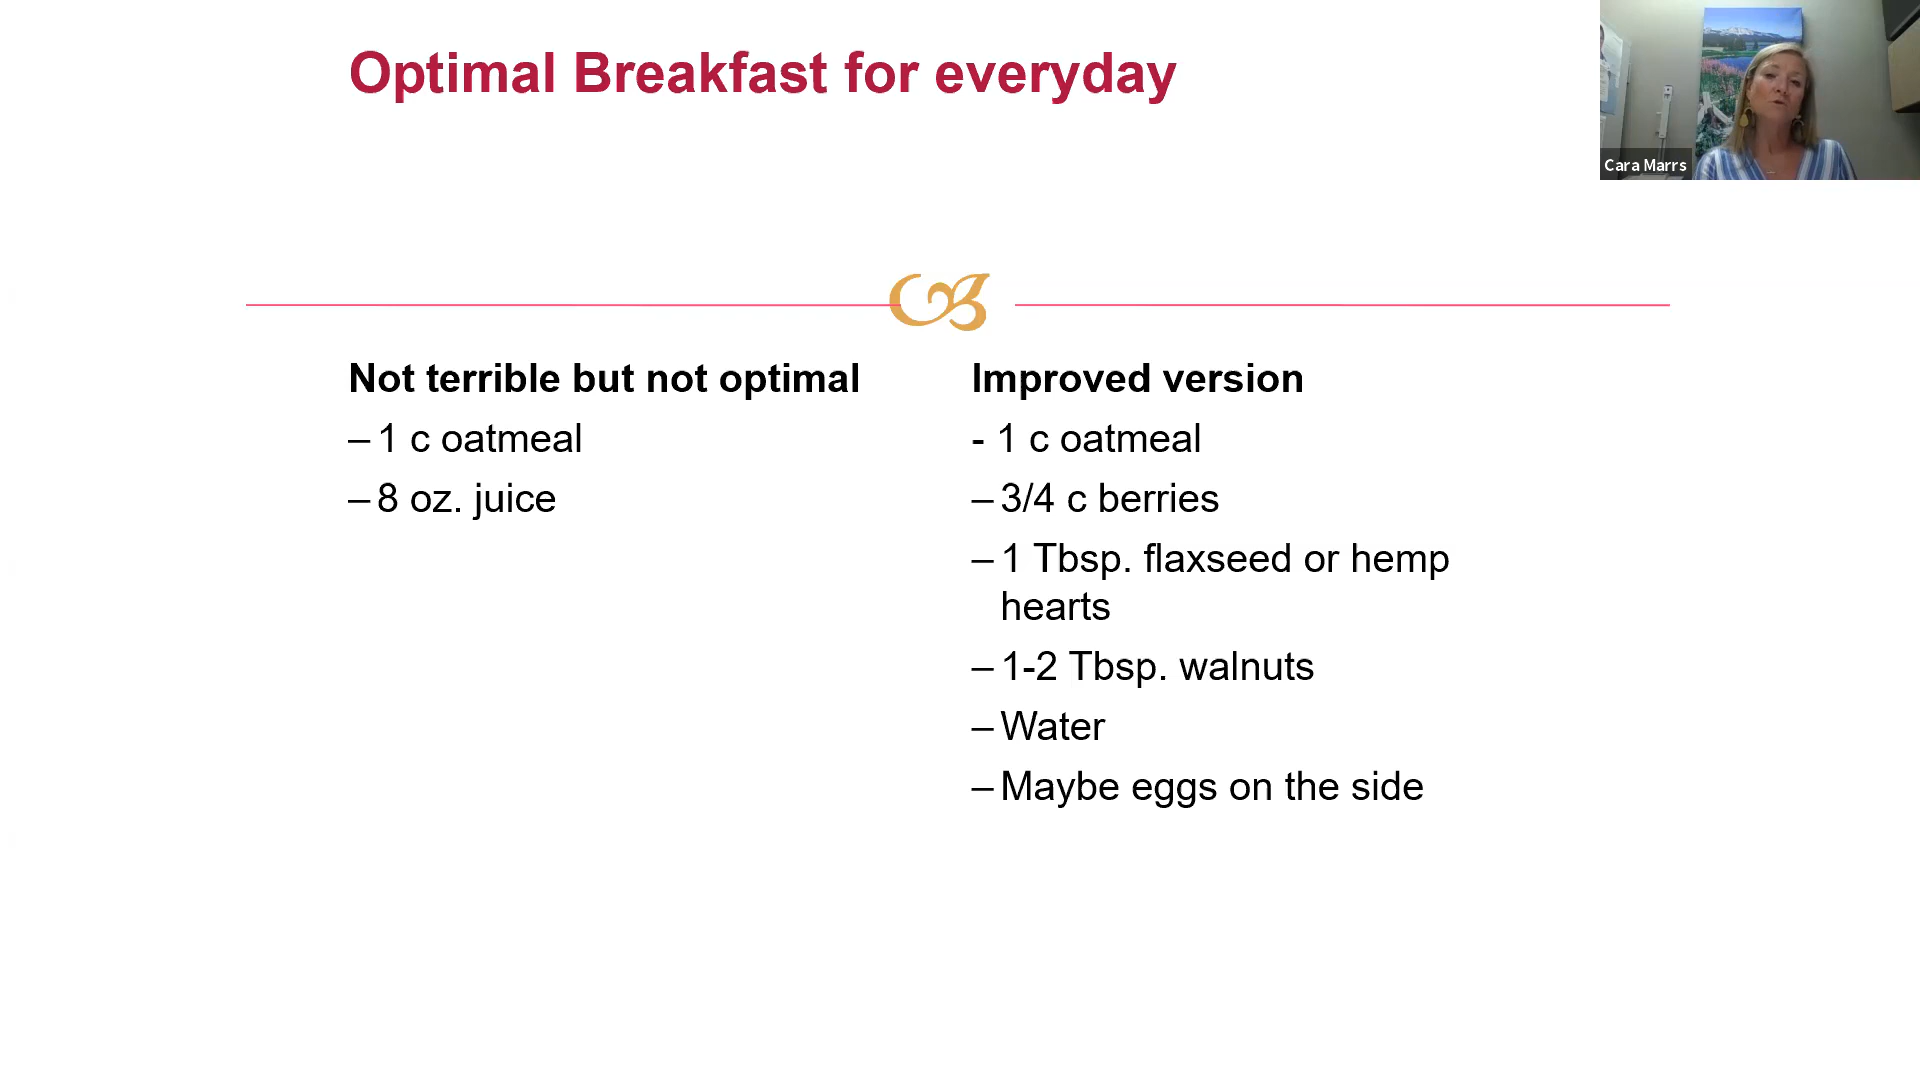 Optimal Breakfast for everyday
Cara Marrs
Not terrible but not optimal
– 1 c oatmeal
– 8 oz. juice
Improved version
- 1 c oatmeal
– 3/4 c berries
– 1 Tbsp. flaxseed or hemp
hearts
– 1-2 Tbsp. walnuts
– Water
– Maybe eggs on the side